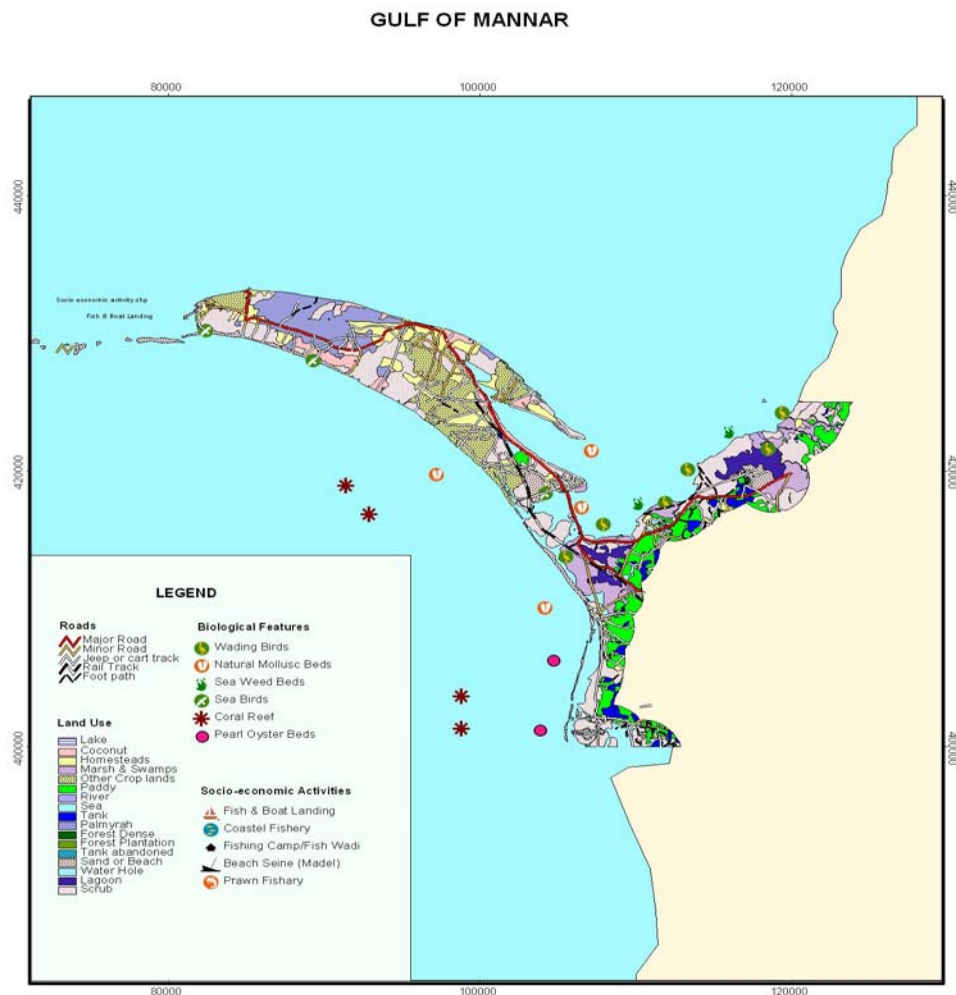 GULF OF MANNAR
80000
100000
120000
440000
440000
Socio economic activity.shp
Fish & Boat Landing
420000
420000
400000
400000
LEGEND
Roads
Major Road
Minor Road
Jeep or cart track
Rail Track
Foot path
Land Use
Lake
Coconut
Homesteads
Marsh & Swamps
Other Crop lands
Paddy
River
Sea
Tank
Palmyrah
Forest Dense
Forest Plantation
Tank abandoned
Sand or Beach
Water Hole
Lagoon
Scrub
Biological Features
Wading Birds
Natural Mollusc Beds
Sea Weed Beds
Sea Birds
Coral Reef
Pearl Oyster Beds
Socio-economic Activities
Fish & Boat Landing
Coastel Fishery
Fishing Camp/Fish Wadi
Beach Seine (Madel)
Prawn Fishary
80000
100000
120000